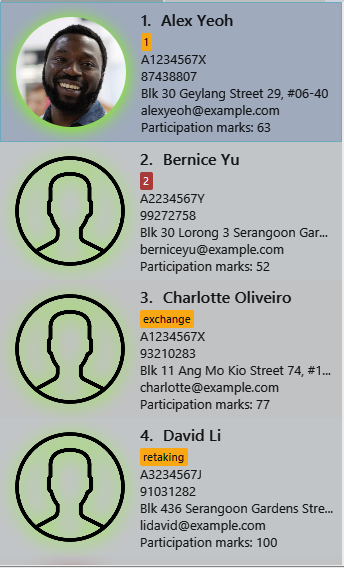 1. Alex Yeoh
1
A1234567X
87438807
Blk 30 Geylang Street 29, #06-40
alexyeoh@example.com
Participation marks: 63
2. Bernice Yu
2
A2234567Y
99272758
Blk 30 Lorong 3 Serangoon Gar...
berniceyu@example.com
Participation marks: 52
3. Charlotte Oliveiro
exchange
A1234567X
93210283
Blk 11 Ang Mo Kio Street 74, #1...
charlotte@example.com
Participation marks: 77
4. David Li
retaking
A3234567J
91031282
Blk 436 Serangoon Gardens Stre...
lidavid@example.com
Participation marks: 100